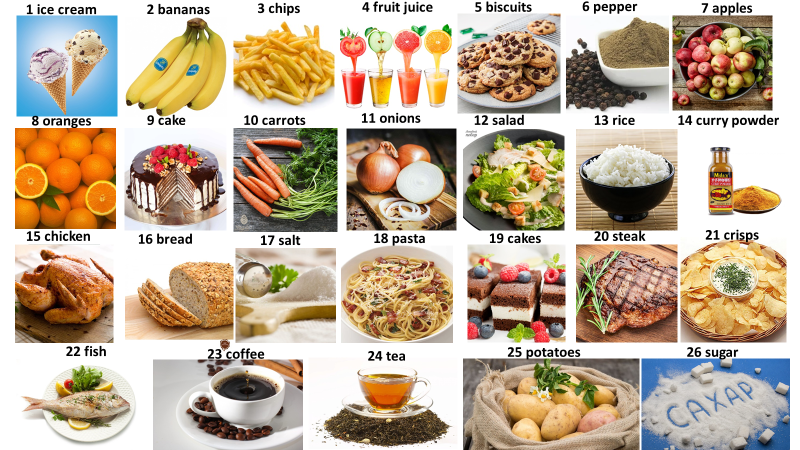 1 ice cream
2 bananas
3 chips
4 fruit juice
5 biscuits
6 pepper
7 apples
8 oranges
9 cake
10 carrots
11 onions
12 salad
13 rice
14 curry powder
15 chicken
16 bread
17 salt
18 pasta
19 cakes
20 steak
21 crisps
22 fish
23 coffee
24 tea
25 potatoes
26 sugar
САХАР